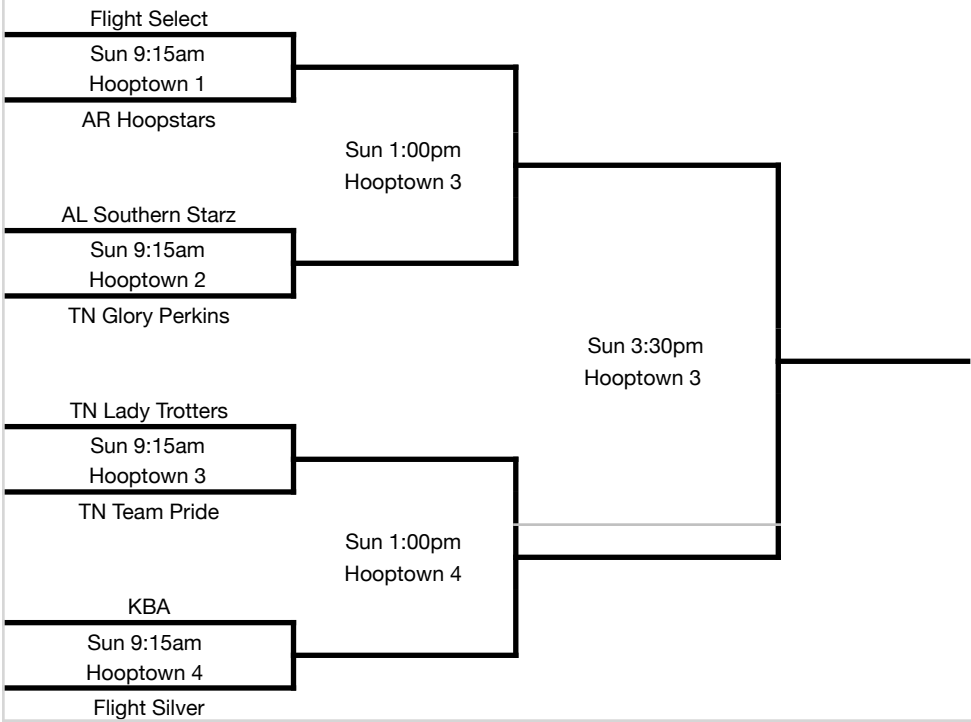 Flight Select
Sun 9:15am
Hooptown 1
AR Hoopstars
Sun 1:00pm
Hooptown 3
AL Southern Starz
Sun 9:15am
Hooptown 2
TN Glory Perkins
Sun 3:30pm
Hooptown 3
TN Lady Trotters
Sun 9:15am
Hooptown 3
TN Team Pride
Sun 1:00pm
Hooptown 4
KBA
Sun 9:15am
Hooptown 4
Flight Silver